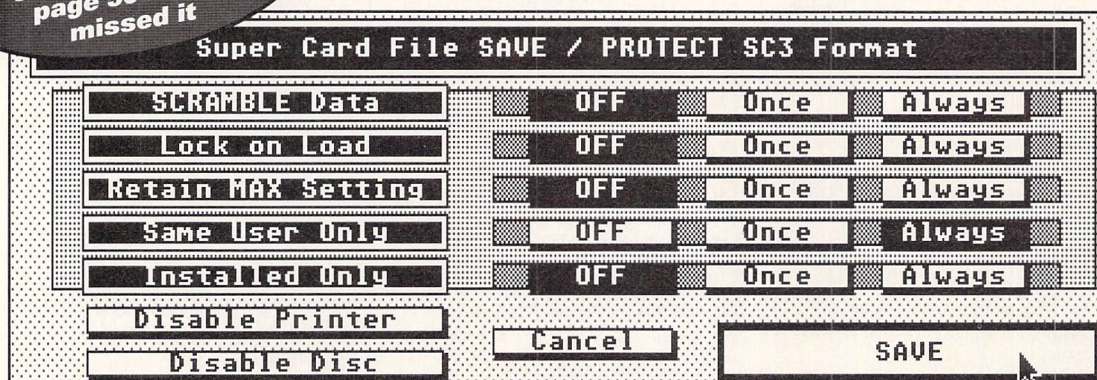 page
missed it
Super Card File SAVE / PROTECT SC3 Format
SCRAMBLE Data OFF Once Always
Lock on Load OFF Once Always
Retain MAX Setting OFF Once Always
Same User Only OFF Once Always
Installed Only OFF Once Always
Disable Printer
Cancel
SAVE
Disable Disc